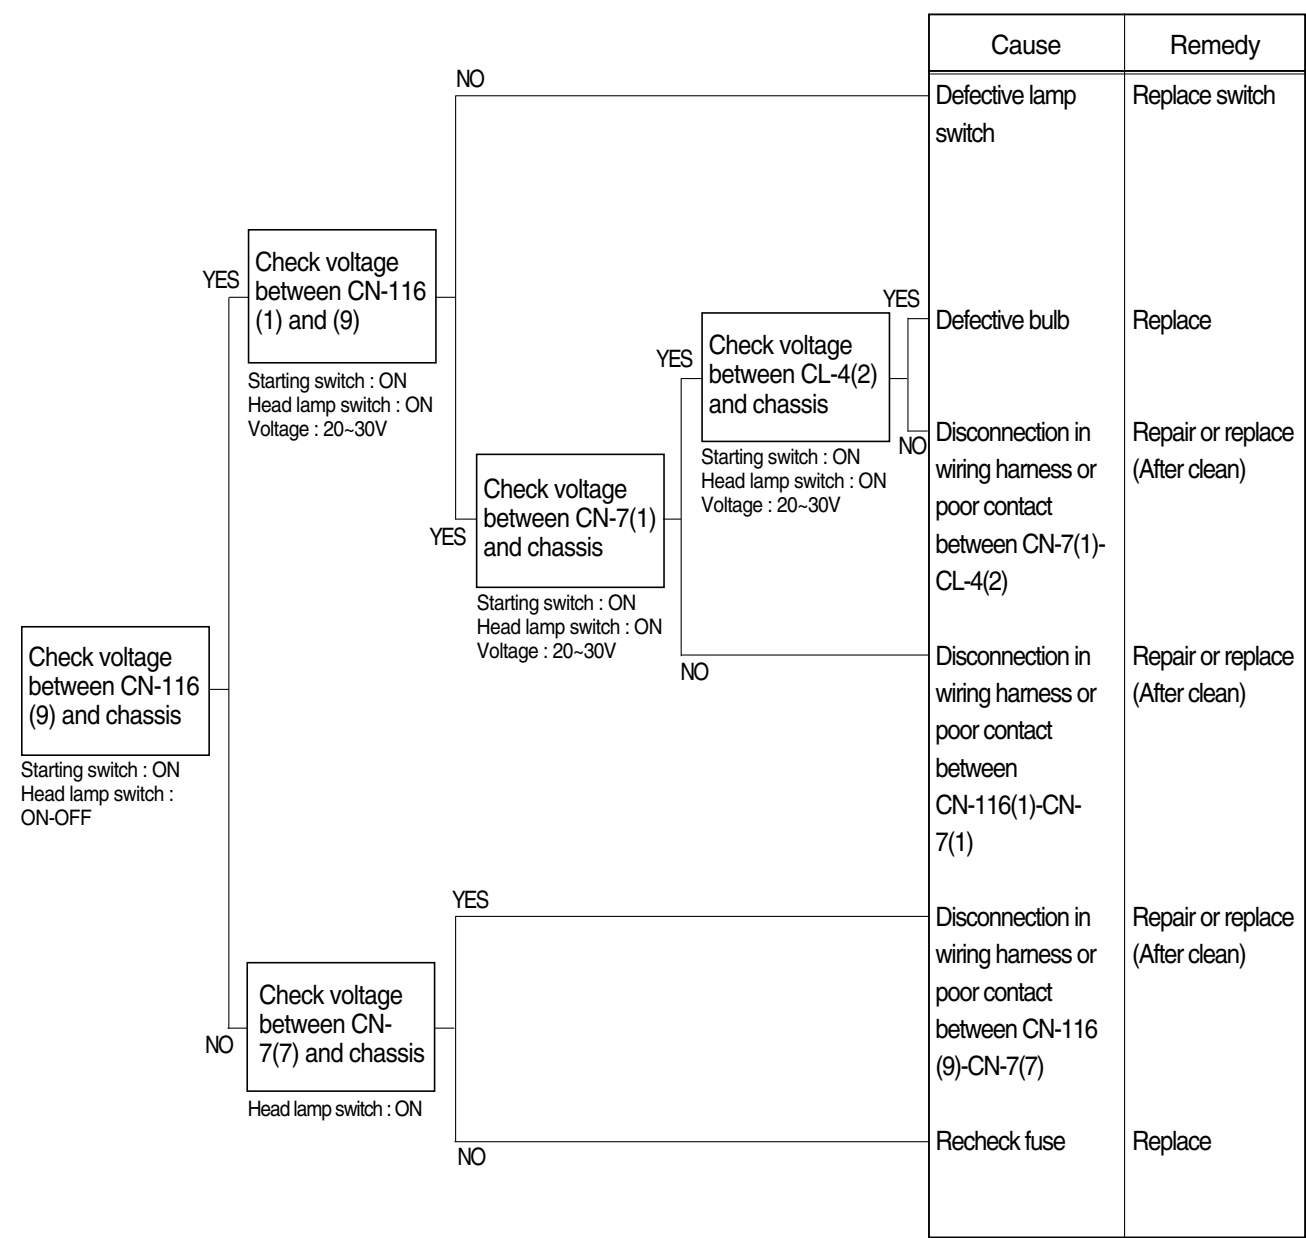 Cause
Remedy
NO
Defective lamp
switch
Replace switch
YES
Check voltage
between CN-116
(1) and (9)
Starting switch : ON
Head lamp switch : ON
Voltage : 20~30V
YES
Defective bulb
Replace
YES
Check voltage
between CL-4(2)
and chassis
Starting switch : ON
Head lamp switch : ON
Voltage : 20~30V
NO
Disconnection in
wiring harness or
poor contact
between CN-7(1)-
CL-4(2)
Repair or replace
(After clean)
YES
Check voltage
between CN-7(1)
and chassis
Starting switch : ON
Head lamp switch : ON
Voltage : 20~30V
NO
Disconnection in
wiring harness or
poor contact
between
CN-116(1)-CN-
7(1)
Repair or replace
(After clean)
Check voltage
between CN-116
(9) and chassis
Starting switch : ON
Head lamp switch :
ON-OFF
YES
Disconnection in
wiring harness or
poor contact
between CN-116
(9)-CN-7(7)
Repair or replace
(After clean)
NO
Check voltage
between CN-
7(7) and chassis
Head lamp switch : ON
NO
Recheck fuse
Replace